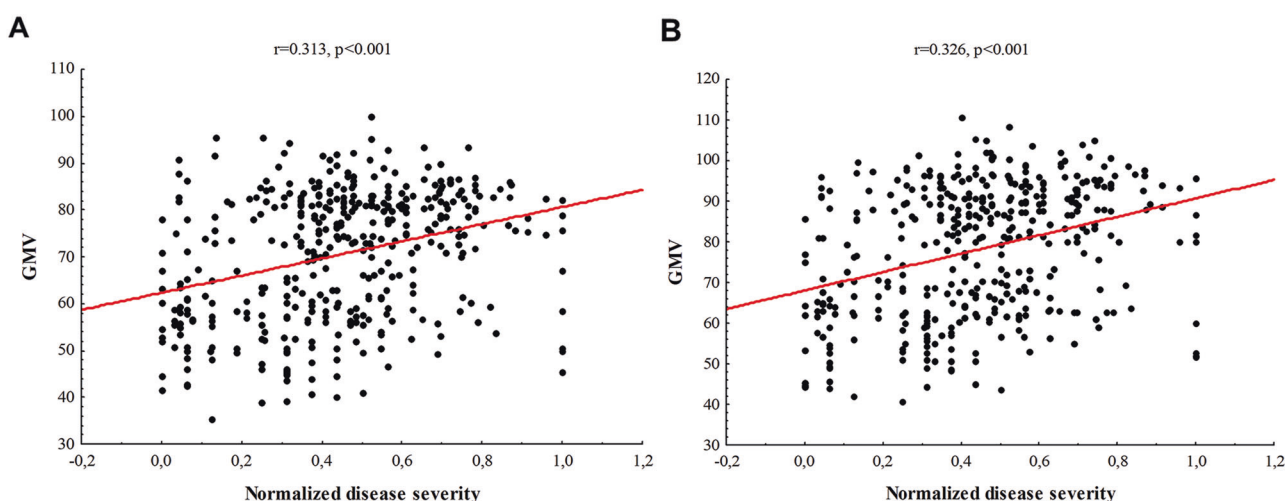 A
r=0.313, p<0.001
110
100
90
80
70
60
50
40
30
GMV
-0,2 0,0 0,2 0,4 0,6 0,8 1,0 1,2
Normalized disease severity
B
r=0.326, p<0.001
120
110
100
90
80
70
60
50
40
30
GMV
-0,2 0,0 0,2 0,4 0,6 0,8 1,0 1,2
Normalized disease severity